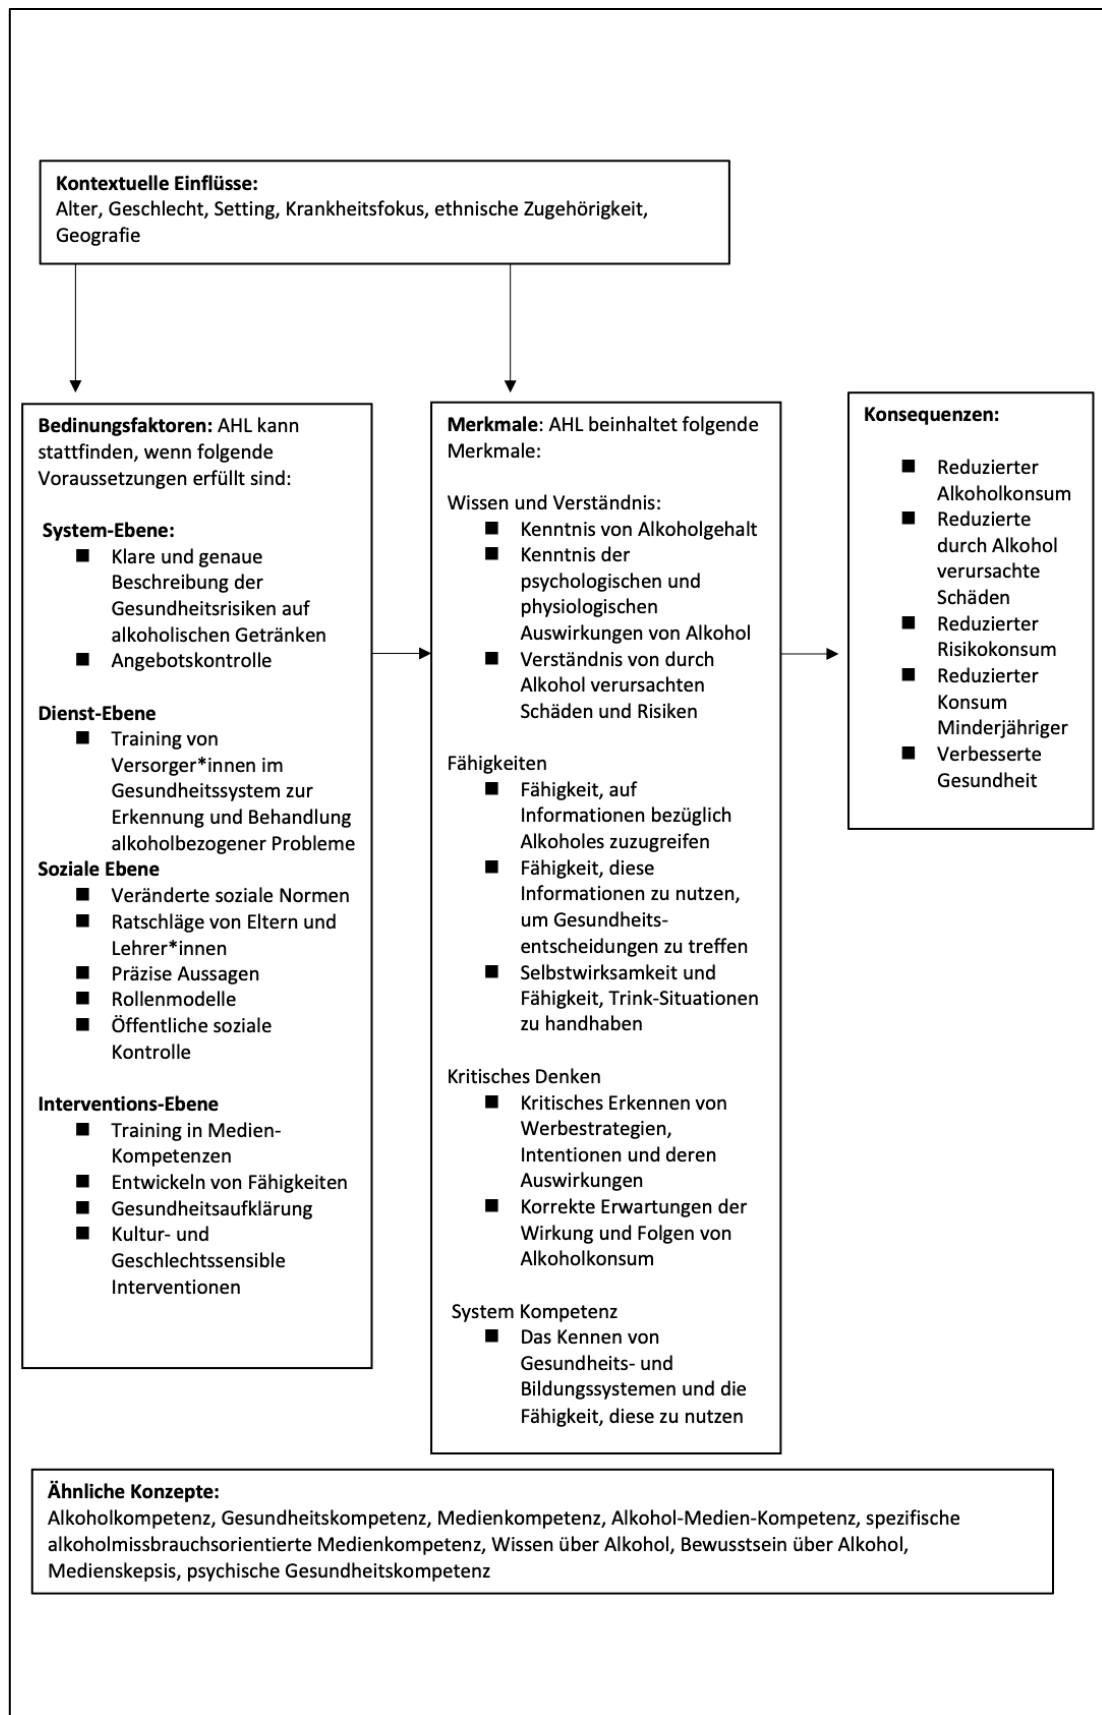 Kontextuelle Einflüsse:
Alter, Geschlecht, Setting, Krankheitsfokus, ethnische Zugehörigkeit,
Geografie
Bedinungsfaktoren: AHL kann
stattfinden, wenn folgende
Voraussetzungen erfüllt sind:
System-Ebene:
■ Klare und genaue
Beschreibung der
Gesundheitsrisiken auf
alkoholischen Getränken
■ Angebotskontrolle
Dienst-Ebene
■ Training von
Versorger*innen im
Gesundheitssystem zur
Erkennung und Behandlung
alkoholbezogener Probleme
Soziale Ebene
■ Veränderte soziale Normen
■ Ratschläge von Eltern und
Lehrer*innen
■ Präzise Aussagen
■ Rollenmodelle
■ Öffentliche soziale
Kontrolle
Interventions-Ebene
■ Training in Medien-
Kompetenzen
■ Entwickeln von Fähigkeiten
■ Gesundheitsaufklärung
■ Kultur- und
Geschlechtssensible
Interventionen
Merkmale: AHL beinhaltet folgende
Merkmale:
Wissen und Verständnis:
■ Kenntnis von Alkoholgehalt
■ Kenntnis der
psychologischen und
physiologischen
Auswirkungen von Alkohol
■ Verständnis von durch
Alkohol verursachten
Schäden und Risiken
Fähigkeiten
■ Fähigkeit, auf
Informationen bezüglich
Alkoholes zuzugreifen
■ Fähigkeit, diese
Informationen zu nutzen,
um Gesundheits-
entscheidungen zu treffen
■ Selbstwirksamkeit und
Fähigkeit, Trink-Situationen
zu handhaben
Kritisches Denken
■ Kritisches Erkennen von
Werbestrategien,
Intentionen und deren
Auswirkungen
■ Korrekte Erwartungen der
Wirkung und Folgen von
Alkoholkonsum
System Kompetenz
■ Das Kennen von
Gesundheits- und
Bildungssystemen und die
Fähigkeit, diese zu nutzen
Konsequenzen:
■ Reduzierter
Alkoholkonsum
■ Reduzierte
durch Alkohol
verursachte
Schäden
■ Reduzierter
Risikokonsum
■ Reduzierter
Konsum
Minderjähriger
■ Verbesserte
Gesundheit
Ähnliche Konzepte:
Alkoholkompetenz, Gesundheitskompetenz, Medienkompetenz, Alkohol-Medien-Kompetenz, spezifische
alkoholmissbrauchsorientierte Medienkompetenz, Wissen über Alkohol, Bewusstsein über Alkohol,
Medienskepsis, psychische Gesundheitskompetenz